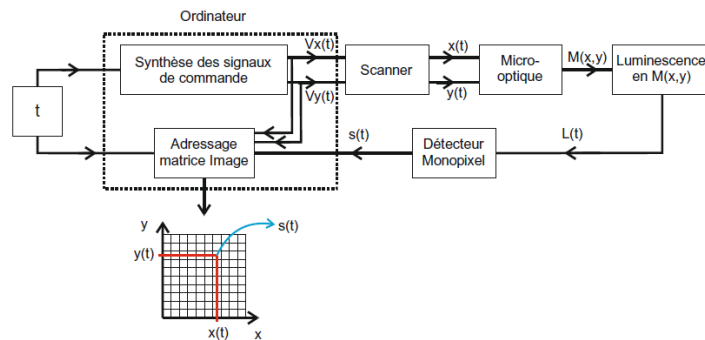 Ordinateur
Synthèse des signaux
de commande
Vx(t)
Vy(t)
Scanner
x(t)
y(t)
Micro-
optique
M(x,y)
Luminescence
en M(x,y)
t
Adressage
matrice Image
s(t)
Détecteur
Monopixel
L(t)
y
s(t)
y(t)
x(t)
x